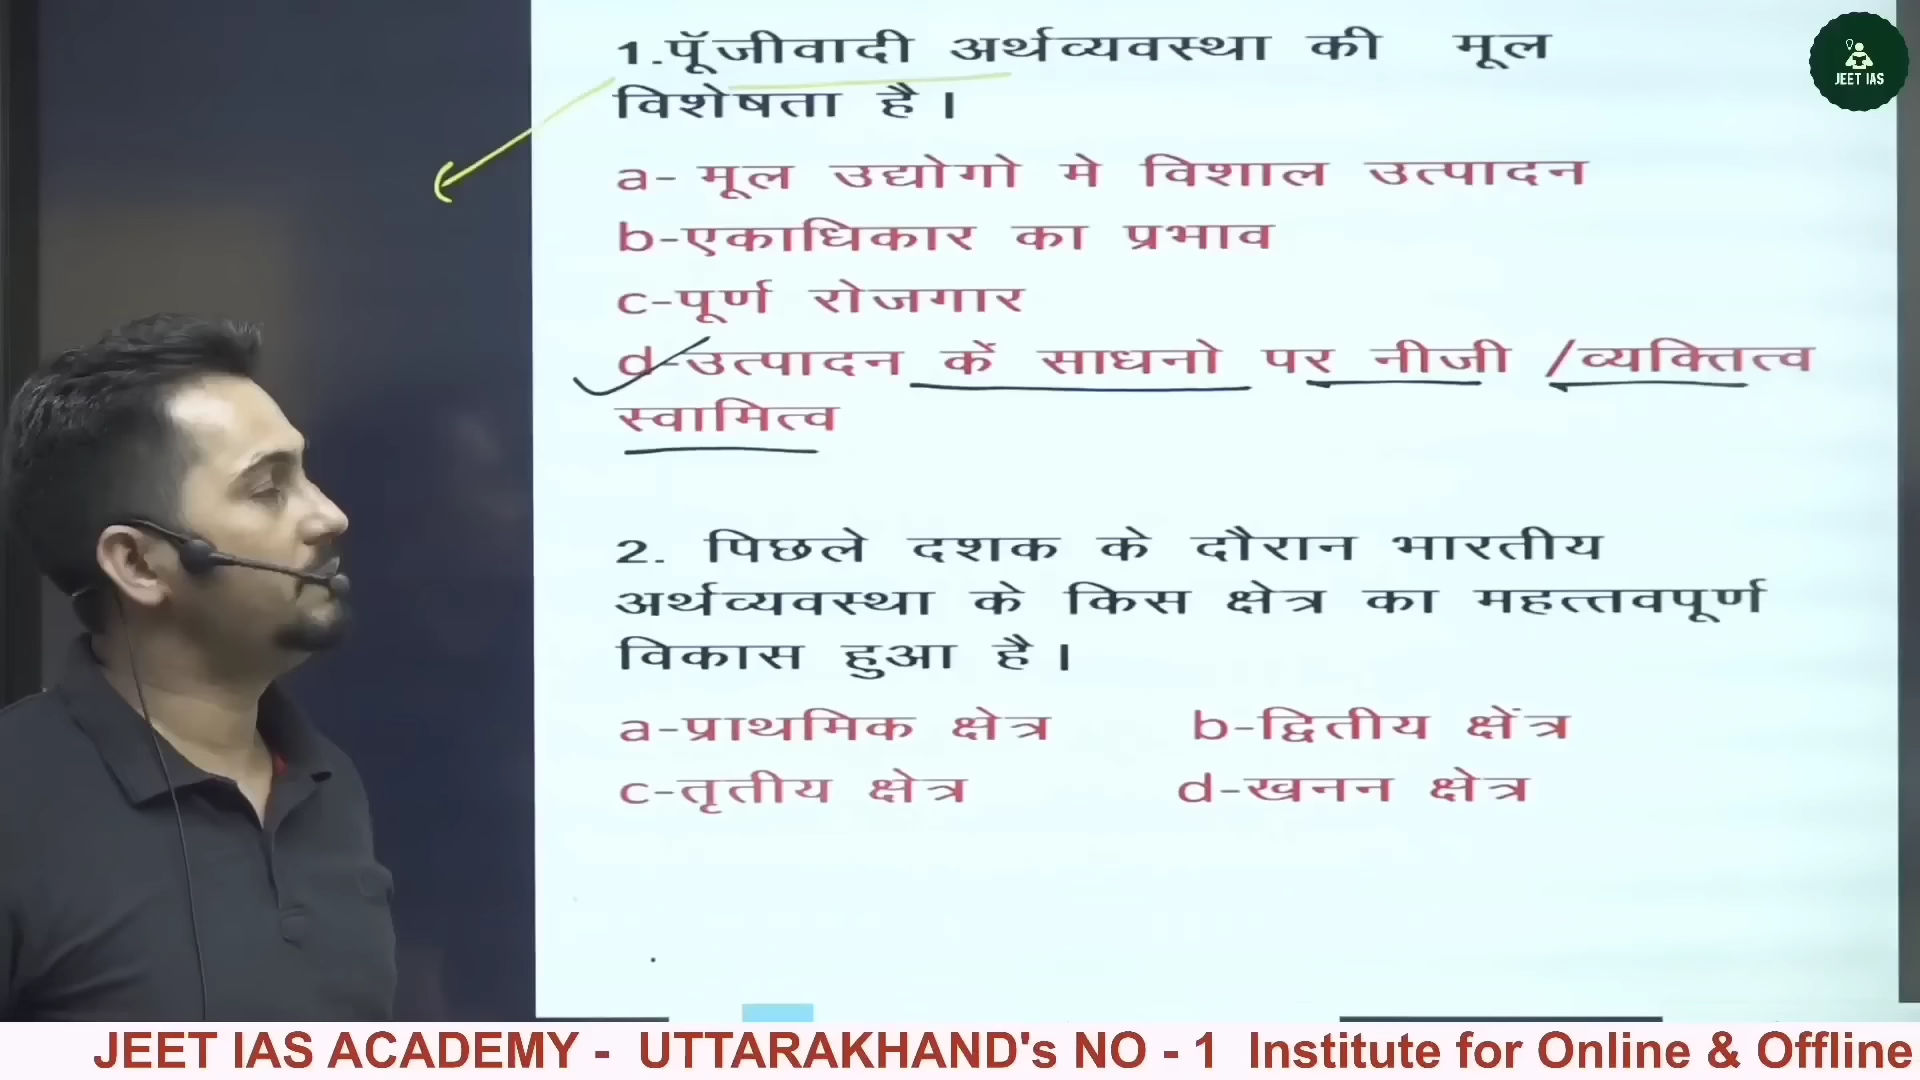 1.पूॅजीवादी अर्थव्यवस्था की मूल
विशेषता है।
a- मूल उद्योगो मे विशाल उत्पादन
b-एकाधिकार का प्रभाव
c-पूर्ण रोजगार
d-उत्पादन कें साधनो पर नीजी /व्यक्तित्व
स्वामित्व
2. पिछले दशक के दौरान भारतीय
अर्थव्यवस्था के किस क्षेत्र का महत्तवपूर्ण
विकास हुआ है।
a-प्राथमिक क्षेत्र b-द्वितीय क्षेंत्र
c-तृतीय क्षेत्र d-खनन क्षेत्र
JEET IAS
JEET IAS ACADEMY - UTTARAKHAND's NO - 1 Institute for Online & Offline